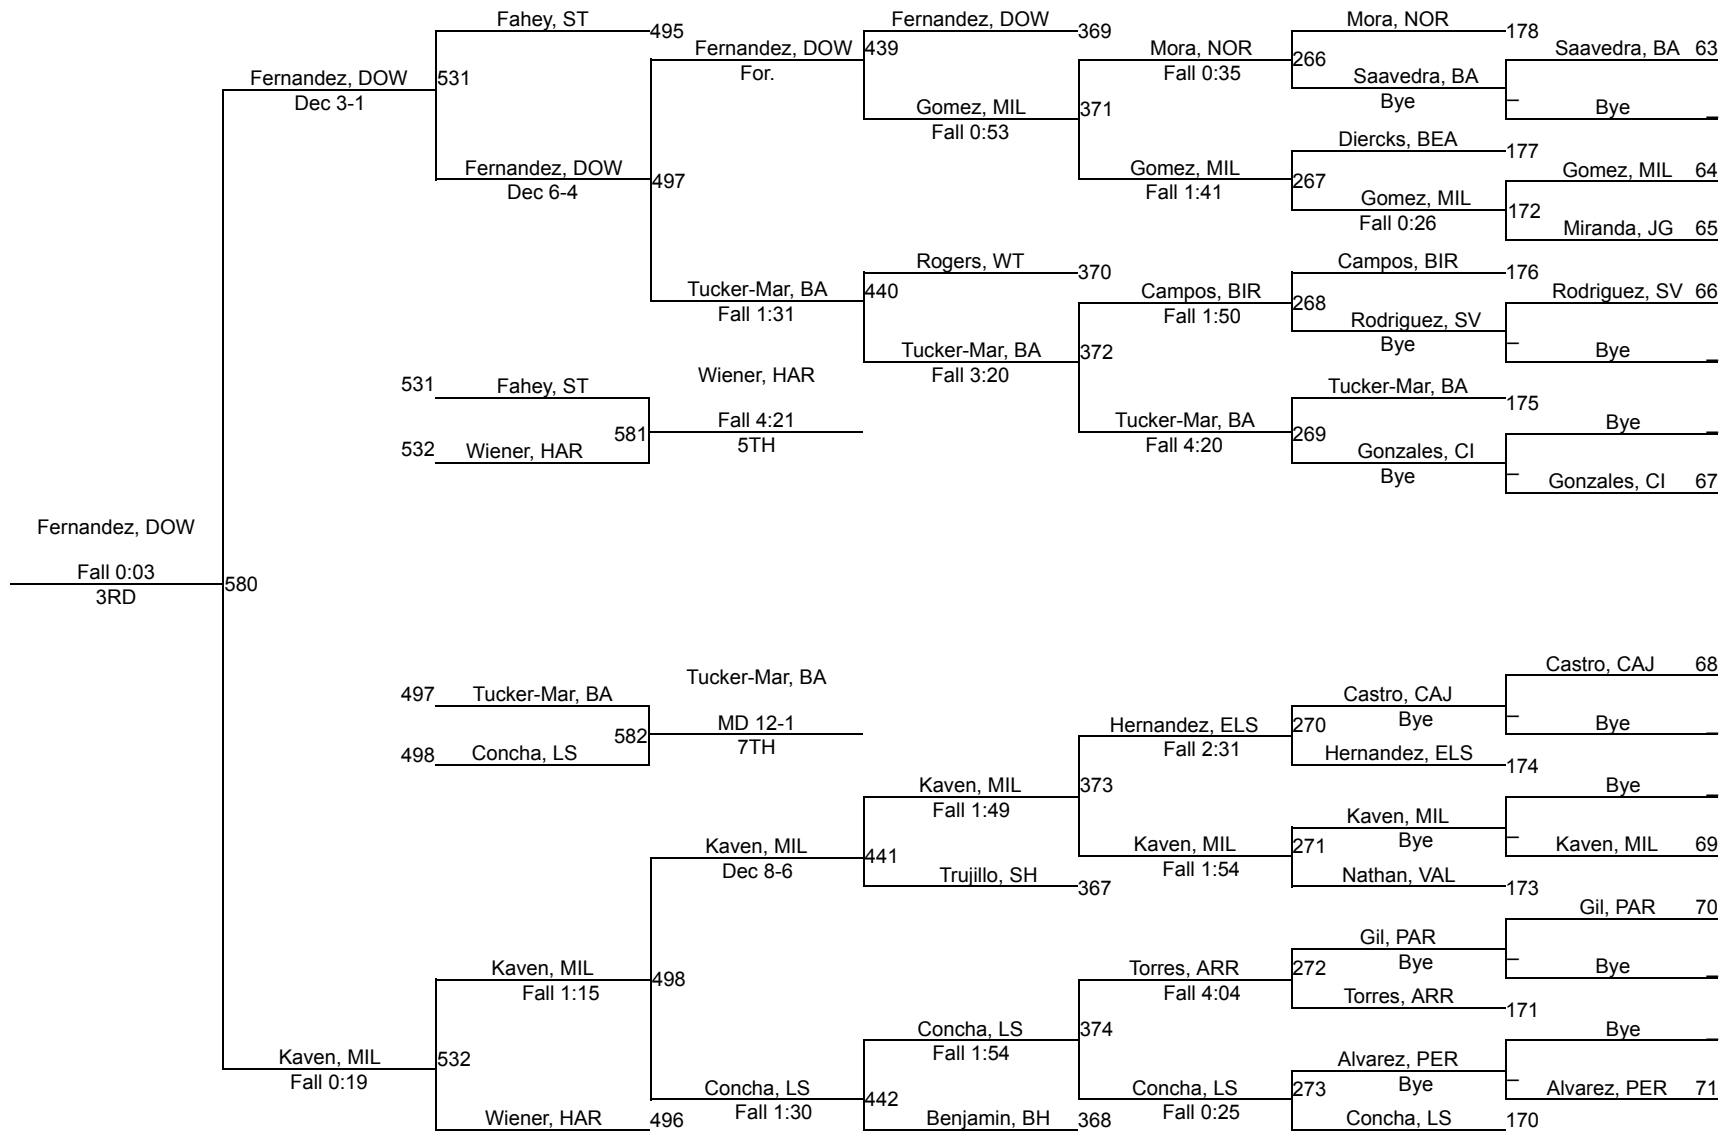 Fahey, ST
495
Fernandez, DOW
369
Mora, NOR
178
Fernandez, DOW
439
Mora, NOR
Saavedra, BA 63
For.
Fall 0:35
266
Fernandez, DOW
531
Saavedra, BA
Dec 3-1
Bye
_
Bye _
Gomez, MIL
371
Fall 0:53
Diercks, BEA
177
Fernandez, DOW
497
Gomez, MIL
267
Gomez, MIL 64
Dec 6-4
Fall 1:41
Gomez, MIL
172
Fall 0:26
Miranda, JG 65
Rogers, WT
370
Campos, BIR
176
Tucker-Mar, BA
440
Campos, BIR
268
Rodriguez, SV 66
Fall 1:31
Fall 1:50
Rodriguez, SV
Bye
_
Bye _
Tucker-Mar, BA
372
Fall 3:20
Wiener, HAR
531
Fahey, ST
Tucker-Mar, BA
175
Fall 4:21
581
5TH
Tucker-Mar, BA
269
Bye _
Fall 4:20
532
Wiener, HAR
Gonzales, CI
Bye
_
Gonzales, CI 67
Fernandez, DOW
Fall 0:03
580
3RD
Castro, CAJ 68
Tucker-Mar, BA
497
Tucker-Mar, BA
Castro, CAJ
Bye
_
MD 12-1
582
7TH
Hernandez, ELS
270
Bye _
Fall 2:31
498
Concha, LS
Hernandez, ELS
174
Kaven, MIL
373
Bye _
Fall 1:49
Kaven, MIL
Bye
_
Kaven, MIL
441
Kaven, MIL
271
Kaven, MIL 69
Dec 8-6
Fall 1:54
Trujillo, SH
367
Nathan, VAL
173
Gil, PAR 70
Gil, PAR
Bye
_
Kaven, MIL
498
Torres, ARR
272
Bye _
Fall 1:15
Fall 4:04
Torres, ARR
171
Concha, LS
374
Bye _
Fall 1:54
Kaven, MIL
532
Alvarez, PER
Fall 0:19
Bye
_
Concha, LS
442
Concha, LS
273
Alvarez, PER 71
Fall 1:30
Fall 0:25
Wiener, HAR
496
Benjamin, BH
368
Concha, LS
170